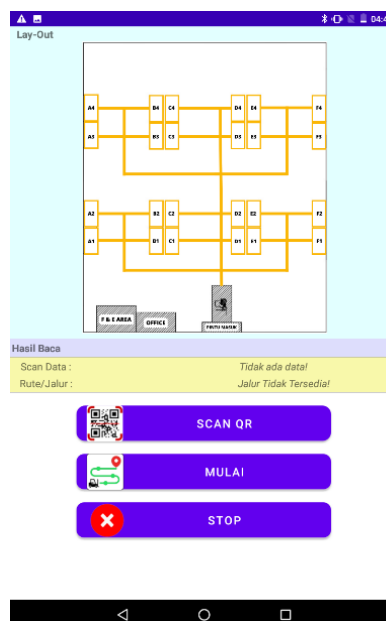 04:4
Lay-Out
A4 B4 C4 D4 E4 F4
A3 B3 C3 D3 E3 F3
A2 B2 C2 D2 E2 F2
A1 B1 C1 D1 E1 F1
F & E AREA
OFFICE
PINTU MASUK
Hasil Baca
Scan Data : Tidak ada data!
Rute/Jalur : Jalur Tidak Tersedia!
SCAN QR
MULAI
STOP